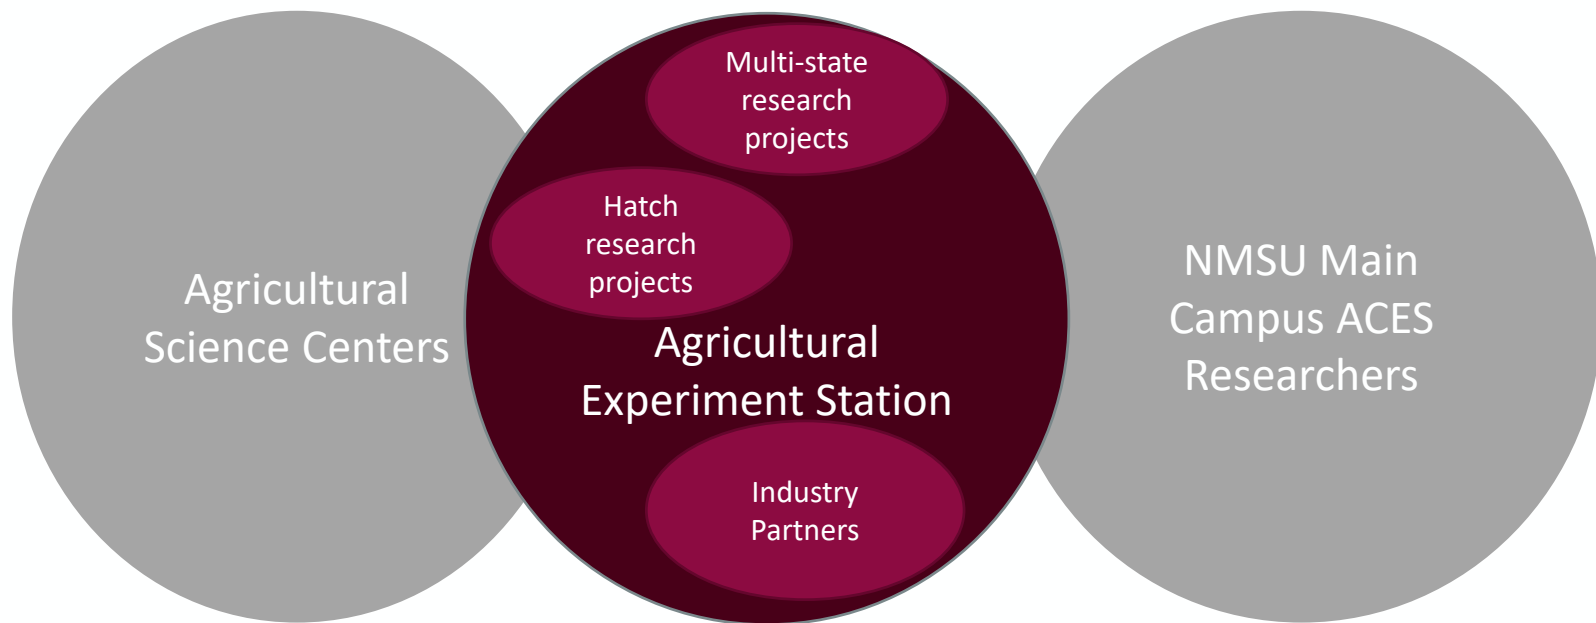 Agricultural
Science Centers
Multi-state
research
projects
Hatch
research
projects
Agricultural
Experiment Station
Industry
Partners
NMSU Main
Campus ACES
Researchers